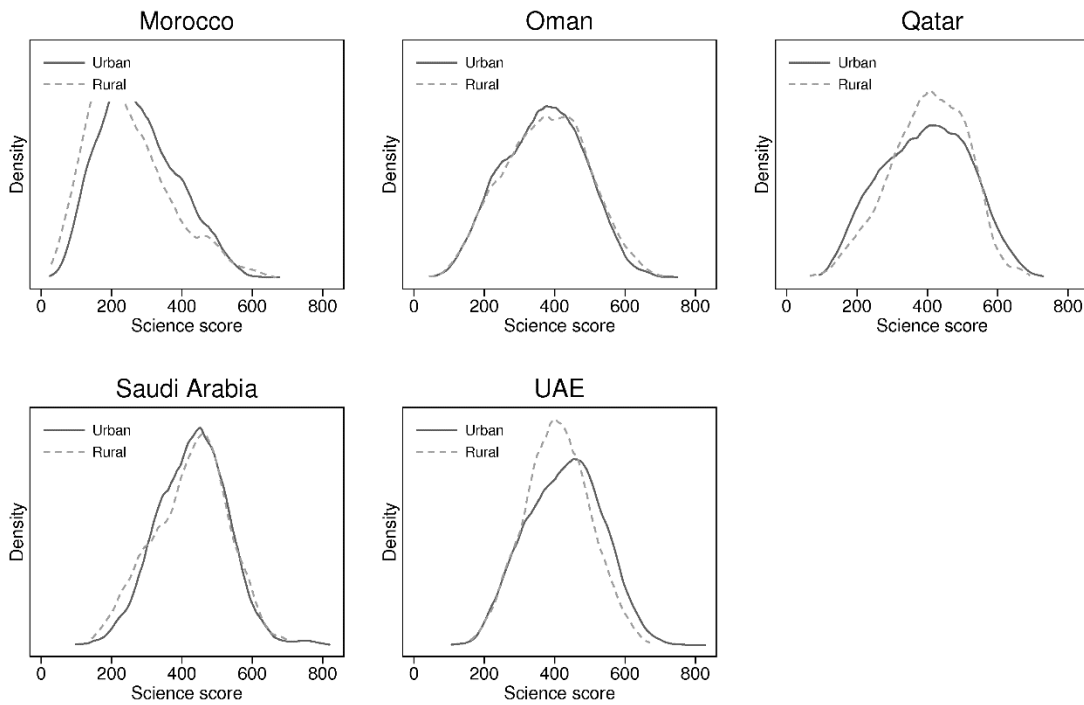 Morocco
Urban
Rural
Density
0 200 400 600 800
Science score
Oman
Urban
Rural
Density
0 200 400 600 800
Science score
Qatar
Urban
Rural
Density
0 200 400 600 800
Science score
Saudi Arabia
Urban
Rural
Density
0 200 400 600 800
Science score
UAE
Urban
Rural
Density
0 200 400 600 800
Science score